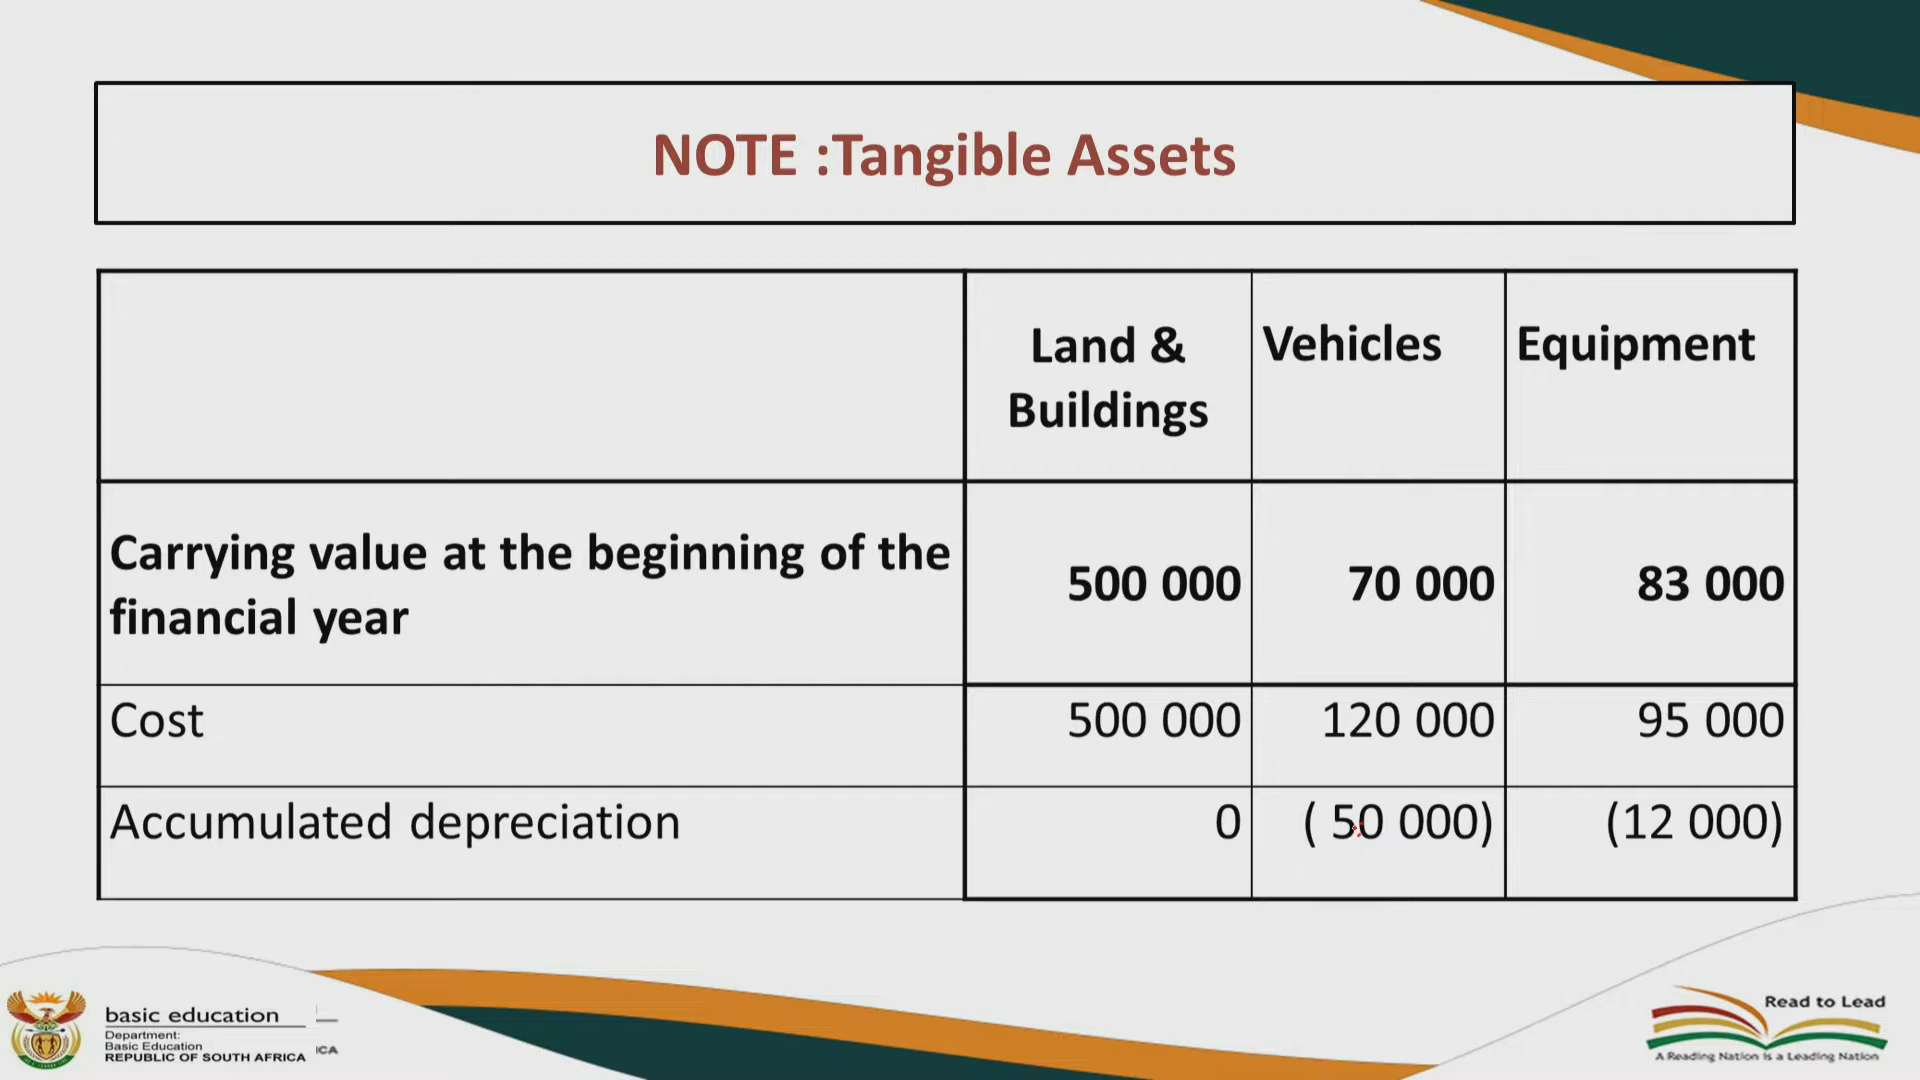 NOTE :Tangible Assets
Land & Buildings Vehicles Equipment
Carrying value at the beginning of the financial year 500 000 70 000 83 000
Cost 500 000 120 000 95 000
Accumulated depreciation 0 ( 50 000) (12 000)
basic education
Department:
Basic Education
REPUBLIC OF SOUTH AFRICA
ICA
Read to Lead
A Reading Nation is a Leading Nation